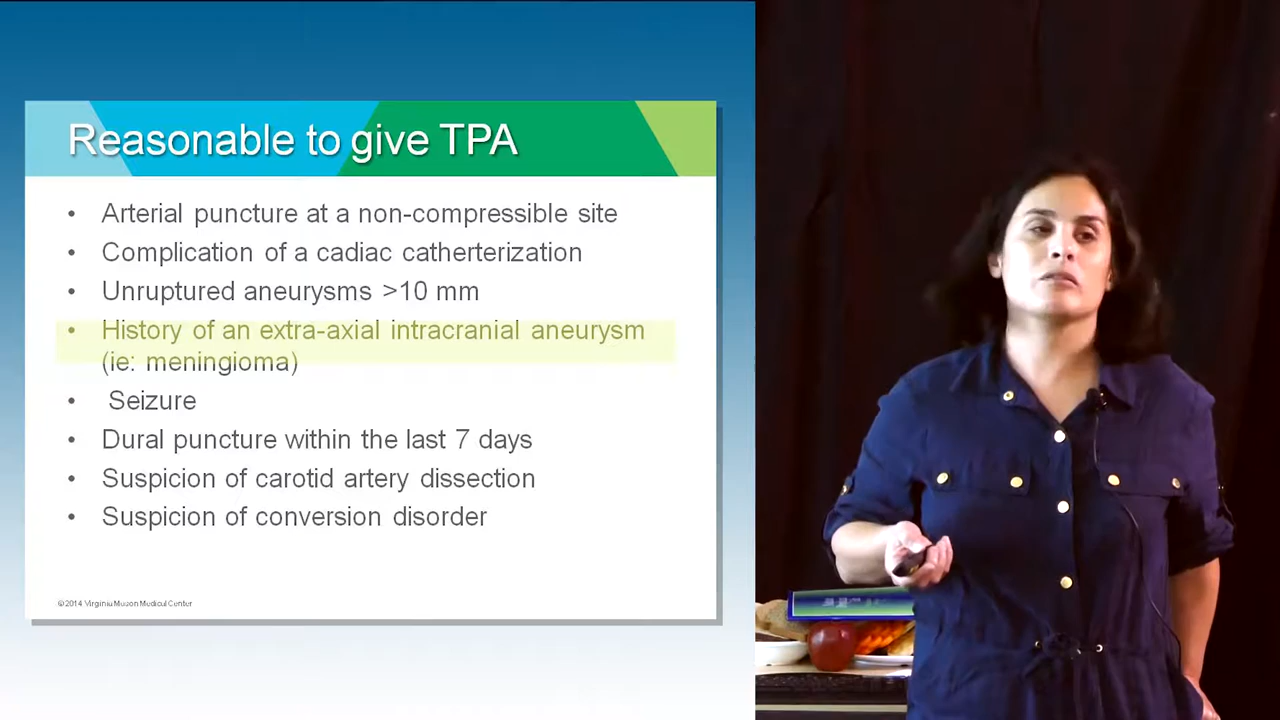 Reasonable to give TPA
• Arterial puncture at a non-compressible site
• Complication of a cadiac catherterization
• Unruptured aneurysms >10 mm
• History of an extra-axial intracranial aneurysm
(ie: meningioma)
• Seizure
• Dural puncture within the last 7 days
• Suspicion of carotid artery dissection
• Suspicion of conversion disorder
© 2014 Virginia Mason Medical Center